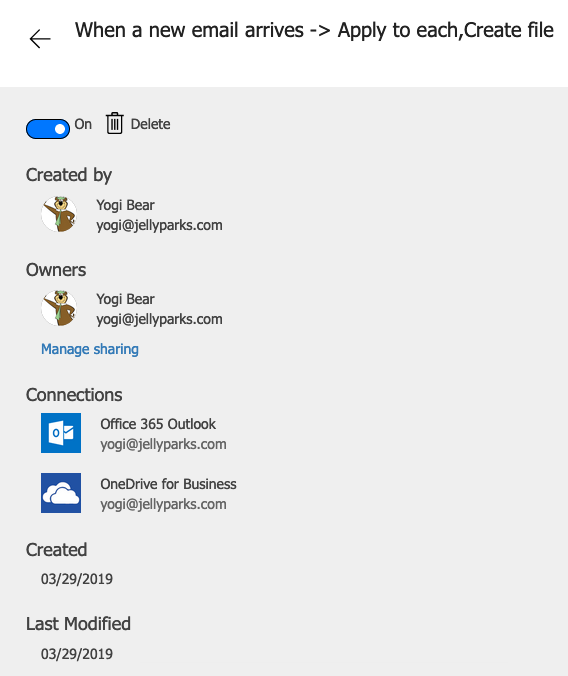 When a new email arrives -> Apply to each,Create file
On
Delete
Created by
Yogi Bear
yogi@jellyparks.com
Owners
Yogi Bear
yogi@jellyparks.com
Manage sharing
Connections
Office 365 Outlook
yogi@jellyparks.com
OneDrive for Business
yogi@jellyparks.com
Created
03/29/2019
Last Modified
03/29/2019